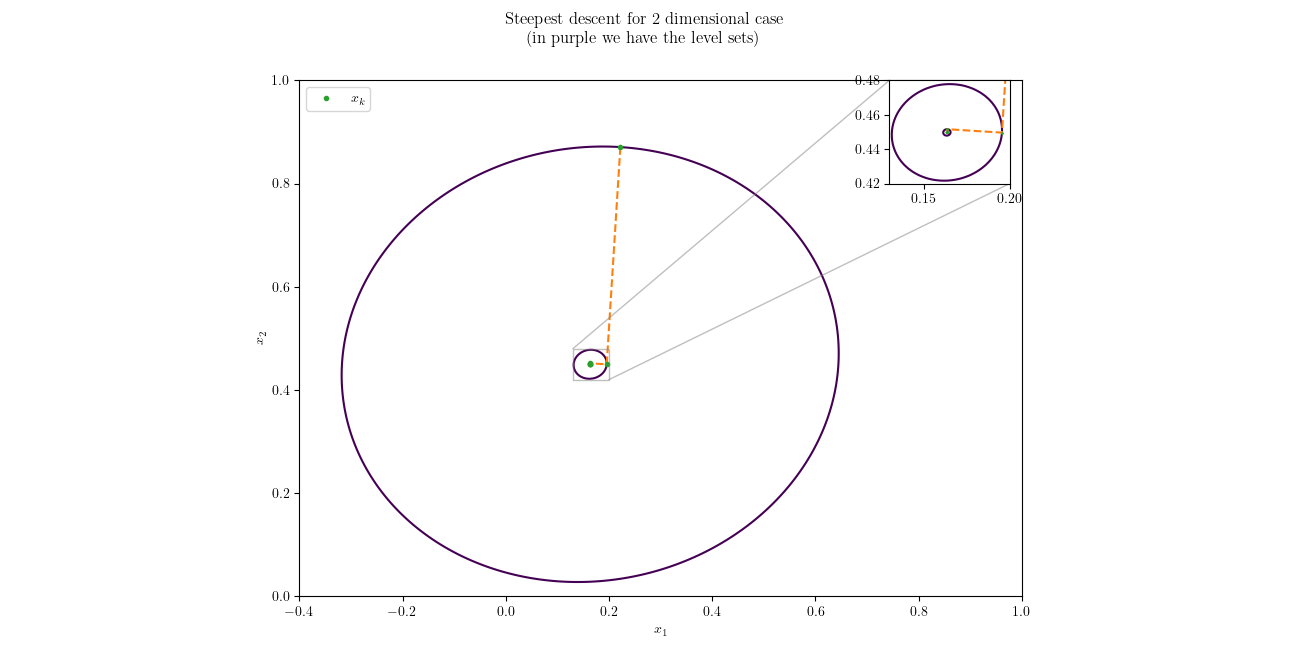 Steepest descent for 2 dimensional case
(in purple we have the level sets)
1.0
0.8
0.6
0.4
0.2
0.0
x₂
x_k
0.48
0.46
0.44
0.42
0.15 0.20
−0.4 −0.2 0.0 0.2 0.4 0.6 0.8 1.0
x₁